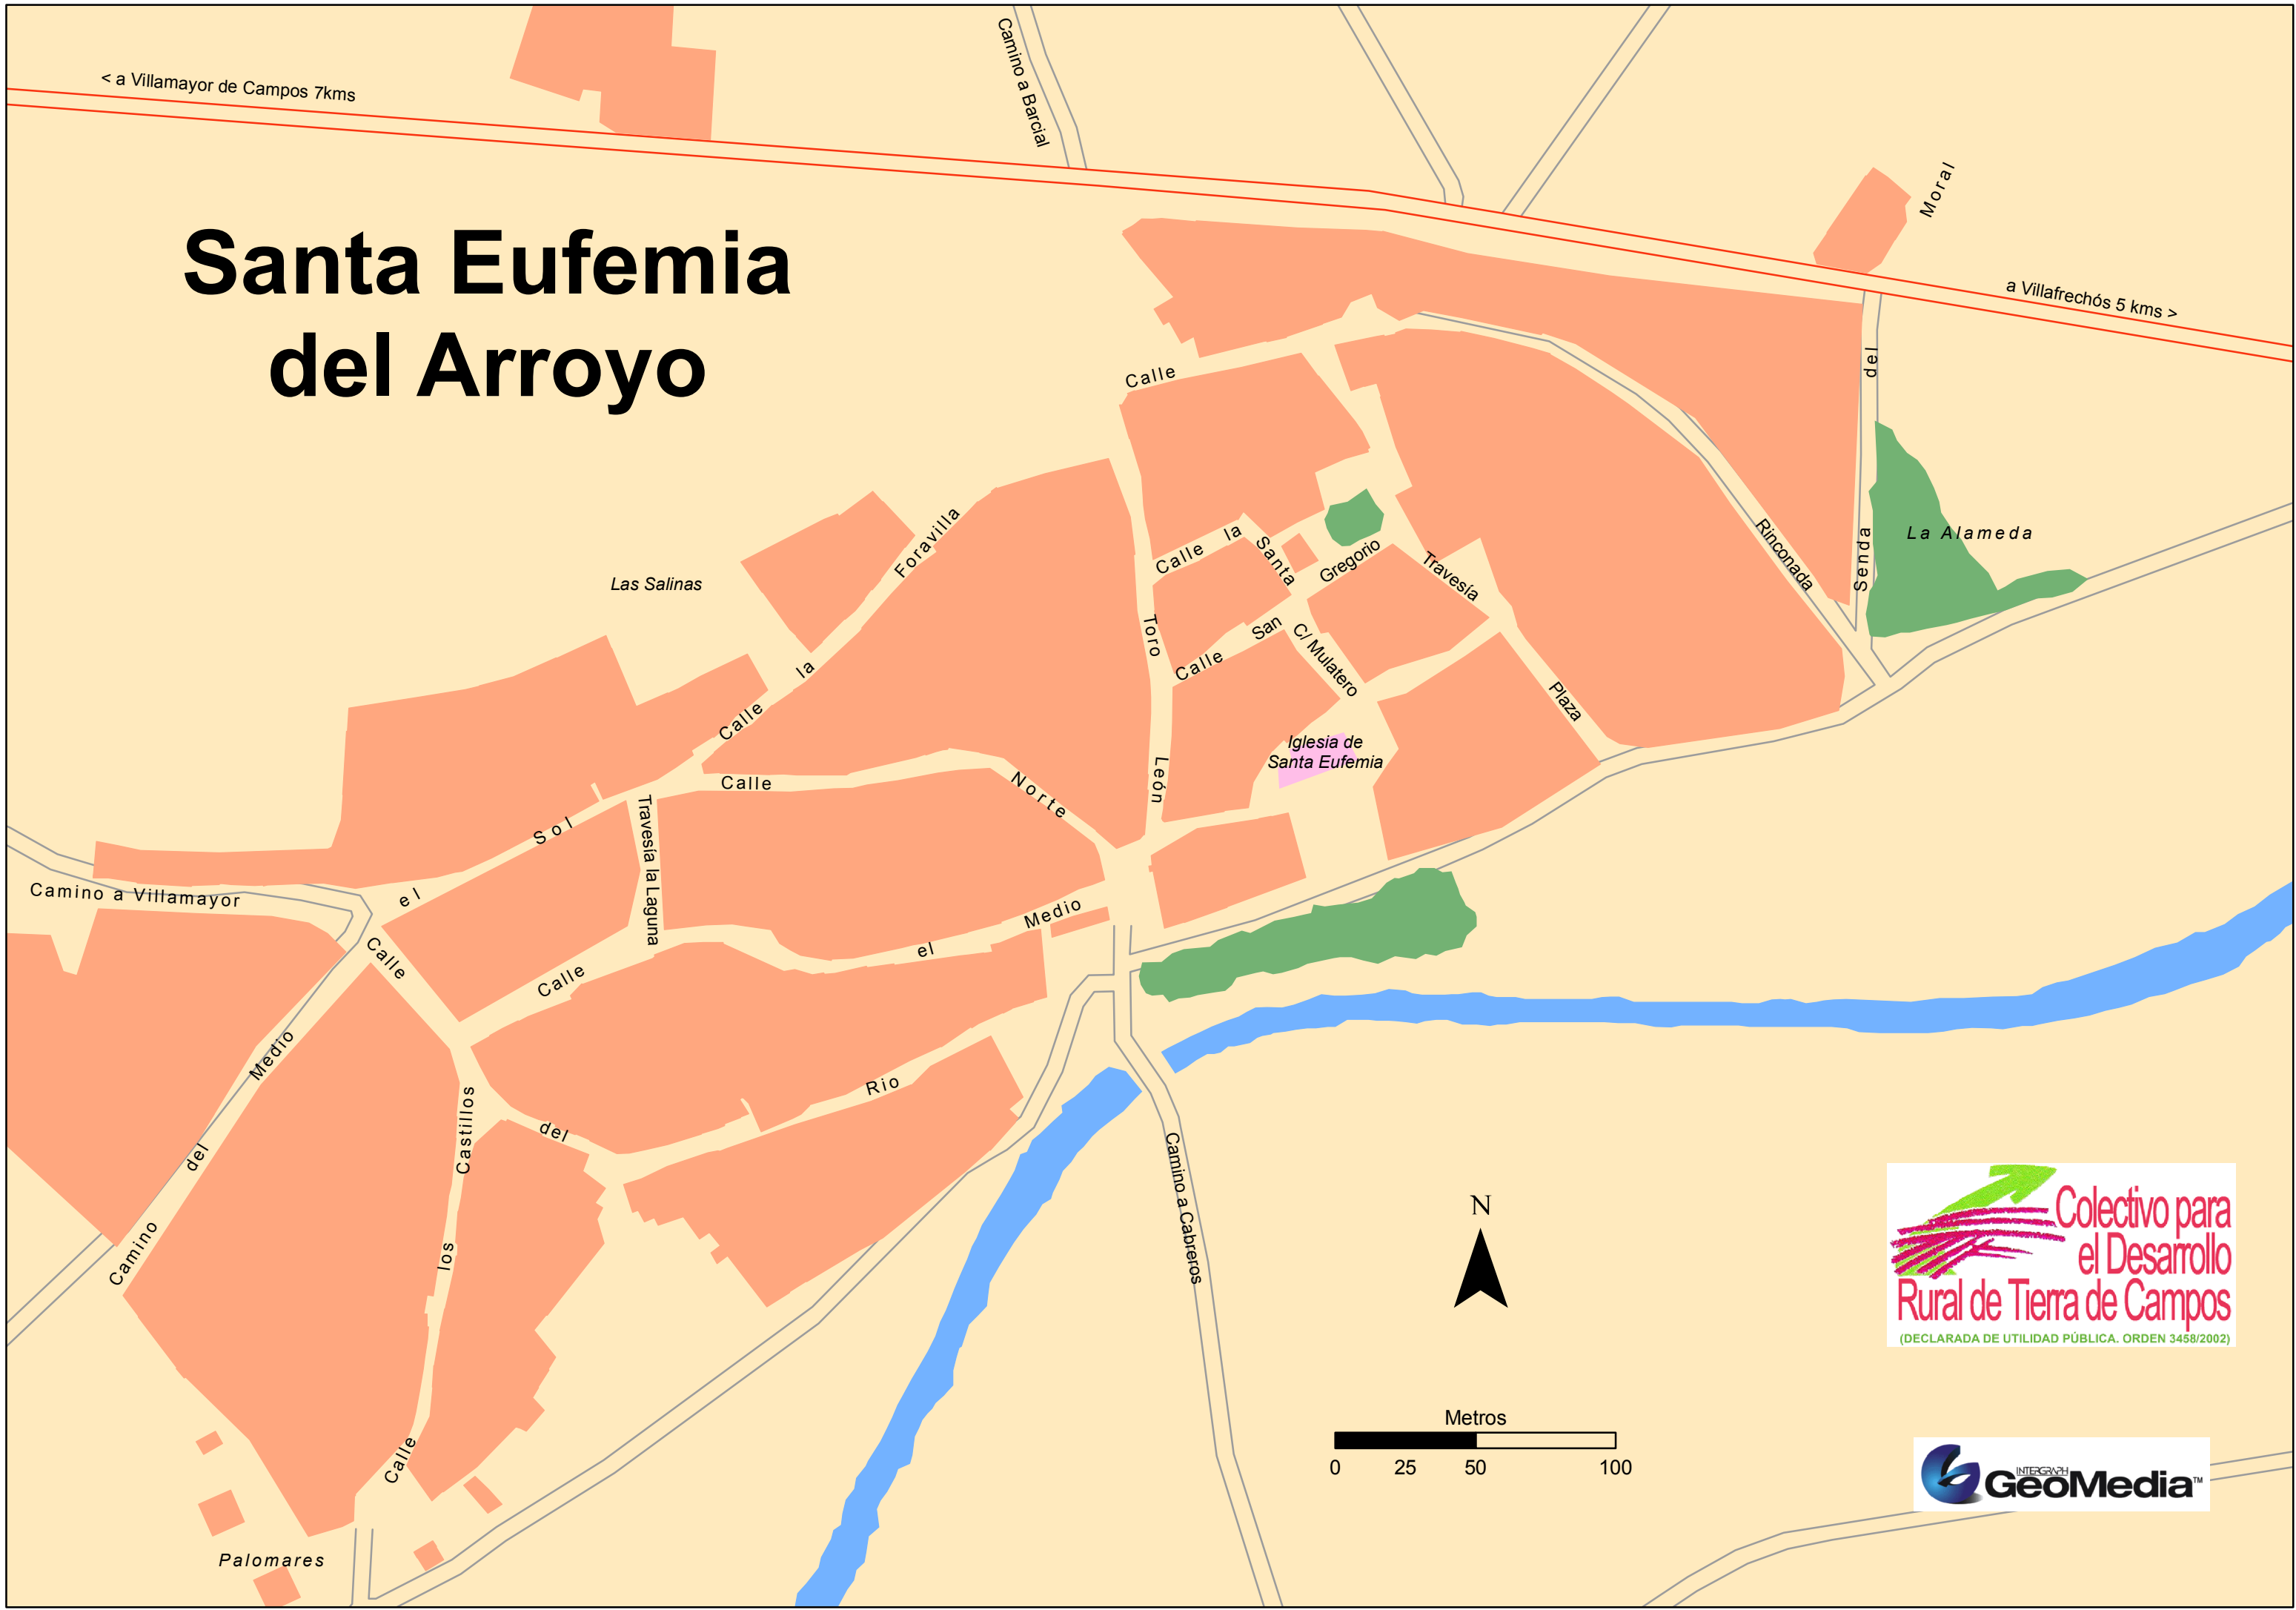 < a Villamayor de Campos 7kms
Camino a Barcial
Moral
a Villafrechós 5 kms >
Santa Eufemia
del Arroyo
Calle
del
Foravilla
Calle la
Santa
Gregorio
Travesía
Rinconada
Senda
La Alameda
Las Salinas
Toro
San
C/ Mulatero
Calle
la
Calle
Plaza
Iglesia de
Santa Eufemia
León
Calle
Norte
Travesía la Laguna
Sol
el
Camino a Villamayor
Medio
el
Calle
Calle
Medio
Rio
Castillos
del
del
Camino a Cabreros
Camino
los
N
Colectivo para
el Desarrollo
Rural de Tierra de Campos
(DECLARADA DE UTILIDAD PÚBLICA. ORDEN 3458/2002)
Metros
0 25 50 100
Calle
INTERGRAPH
GeoMedia™
Palomares